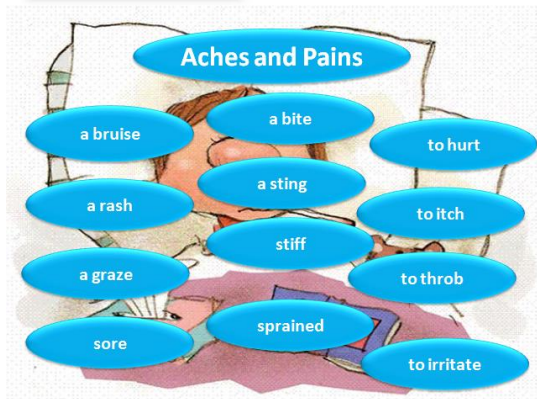 Aches and Pains
a bruise
a bite
to hurt
a rash
a sting
to itch
a graze
stiff
to throb
sore
sprained
to irritate